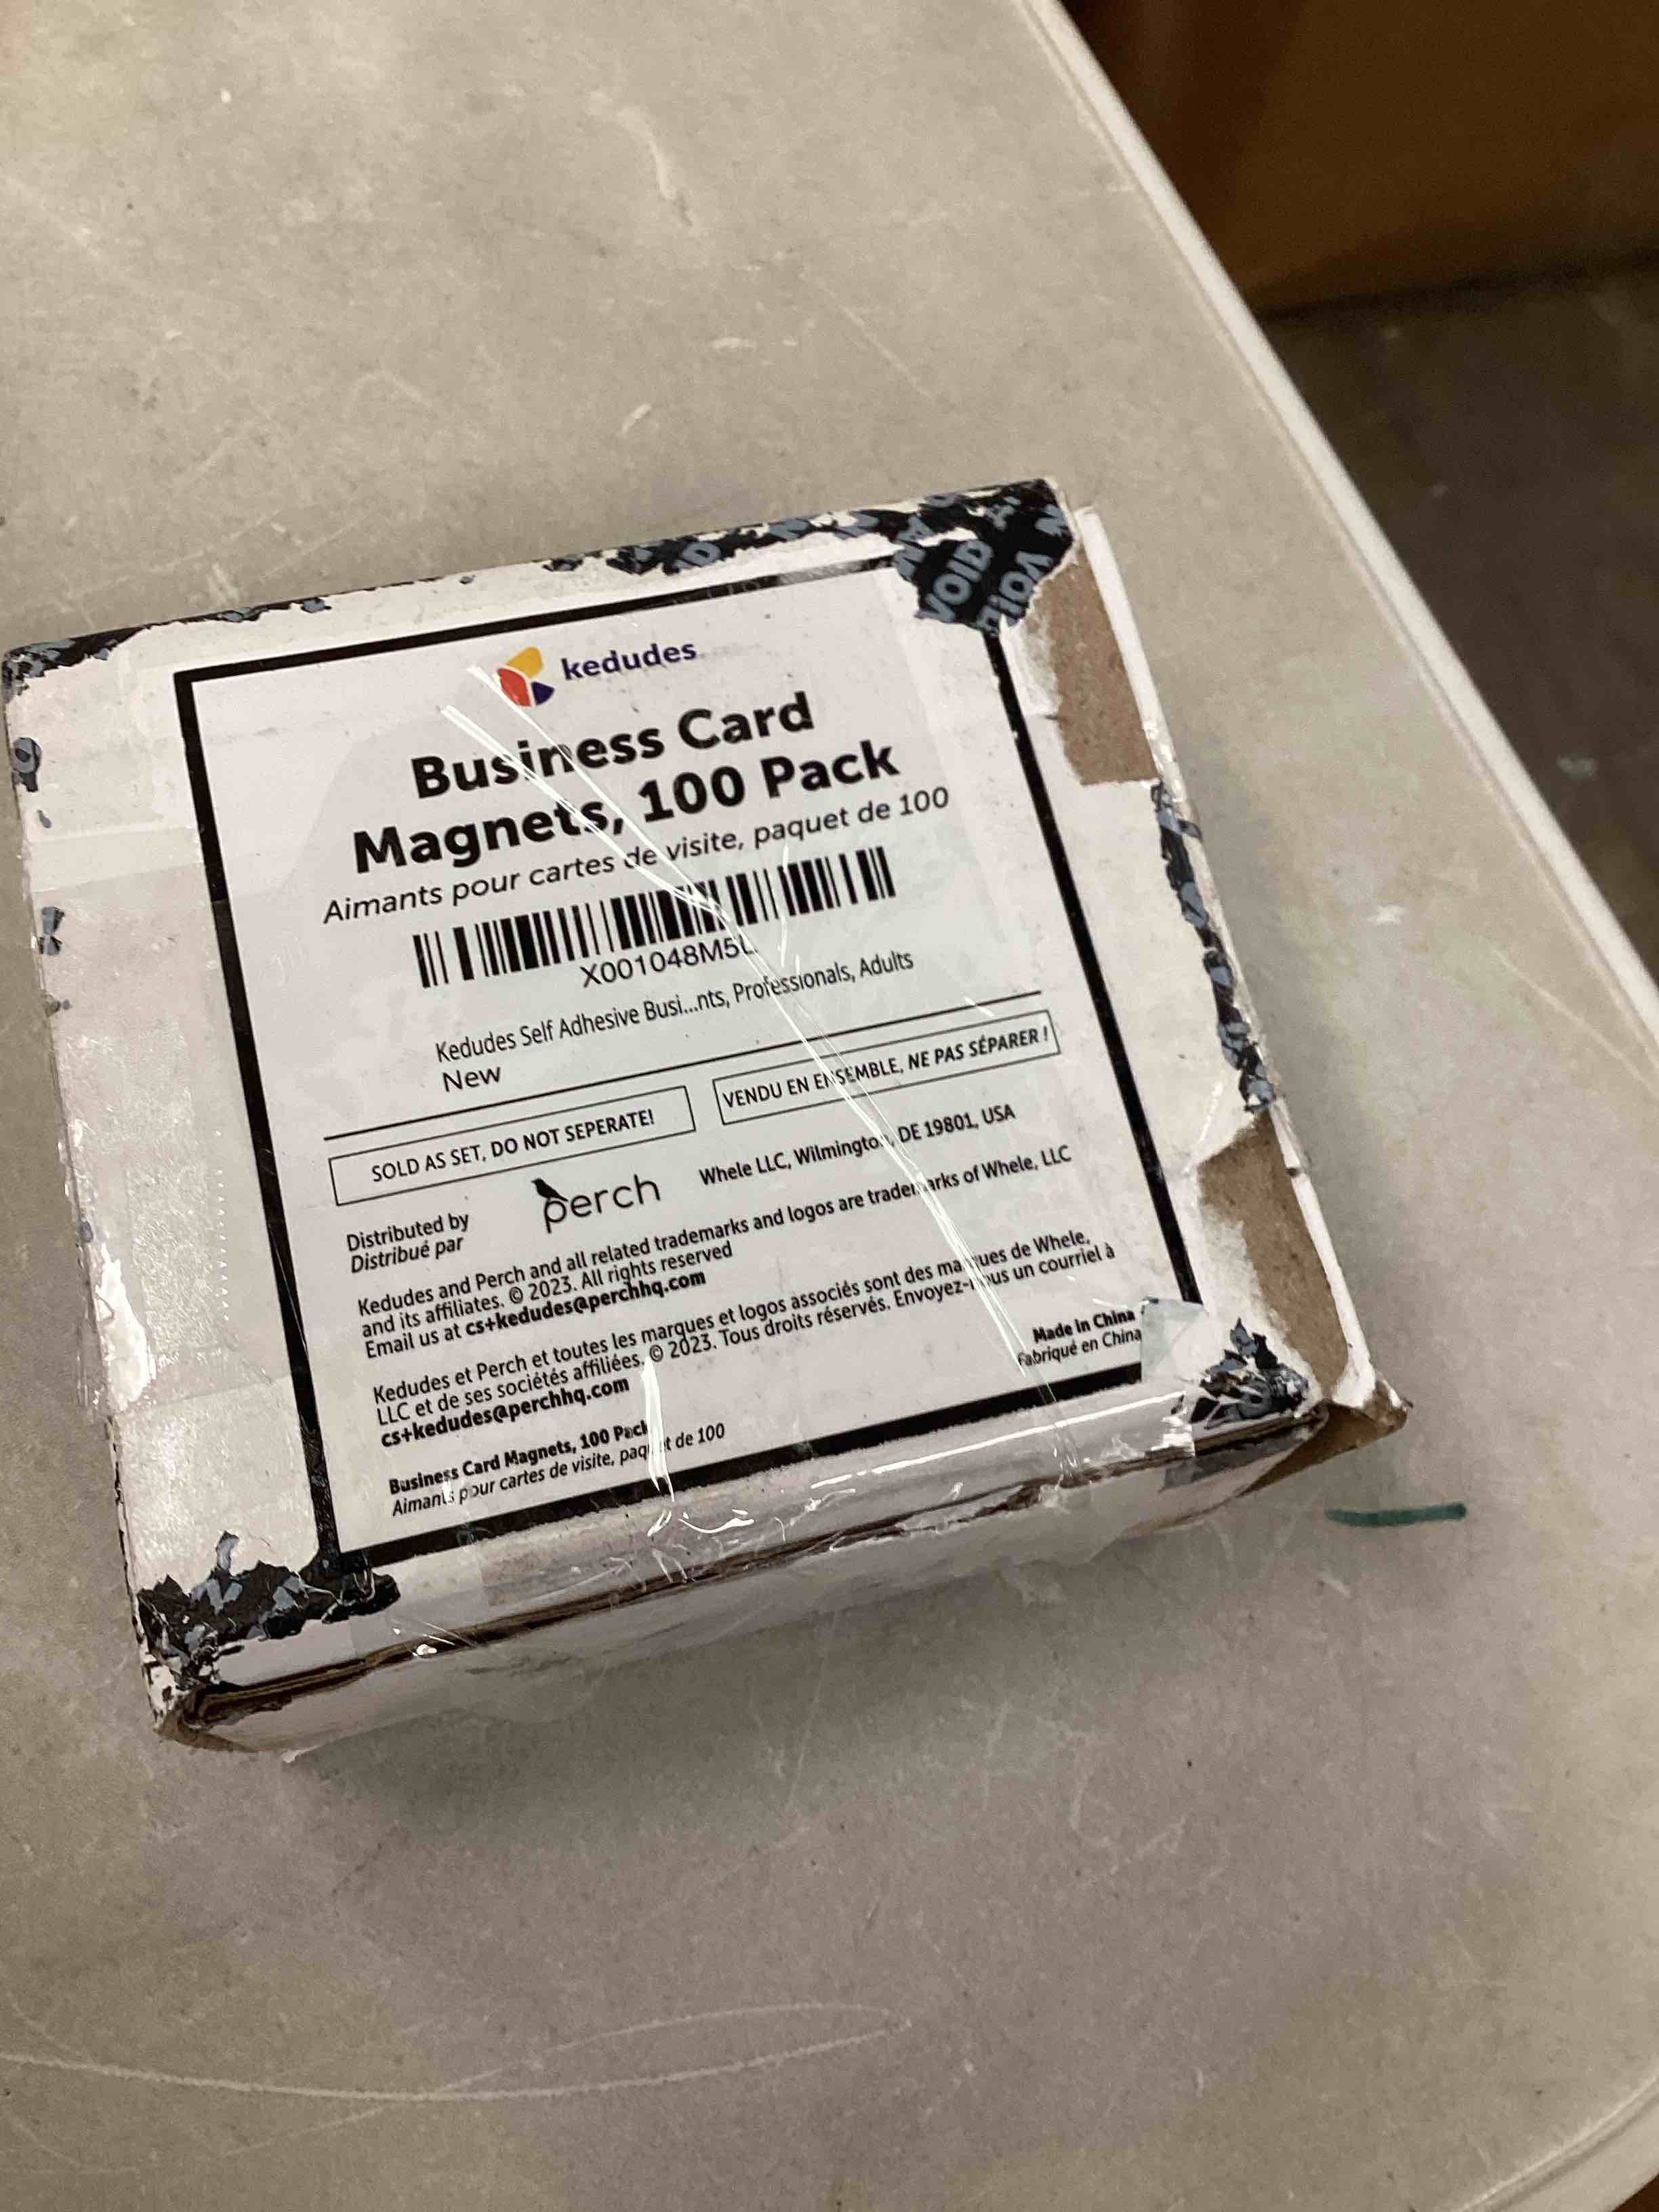 VOID
VOID
kedudes
Business Card
Magnets, 100 Pack
Aimants pour cartes de visite, paquet de 100
X001048M5L
Kedudes Self Adhesive Busi...nts, Professionals, Adults
New
SOLD AS SET, DO NOT SEPERATE!
VENDU EN ENSEMBLE, NE PAS SÉPARER !
Distributed by
Distribué par
perch
Whele LLC, Wilmington, DE 19801, USA
Kedudes and Perch and all related trademarks and logos are trademarks of Whele, LLC
and its affiliates. © 2023. All rights reserved
Email us at cs+kedudes@perchhq.com
Kedudes et Perch et toutes les marques et logos associés sont des marques de Whele,
LLC et de ses sociétés affiliées. © 2023. Tous droits réservés. Envoyez-nous un courriel à
cs+kedudes@perchhq.com
Made in China
Fabriqué en China
Business Card Magnets, 100 Pack
Aimants pour cartes de visite, paquet de 100